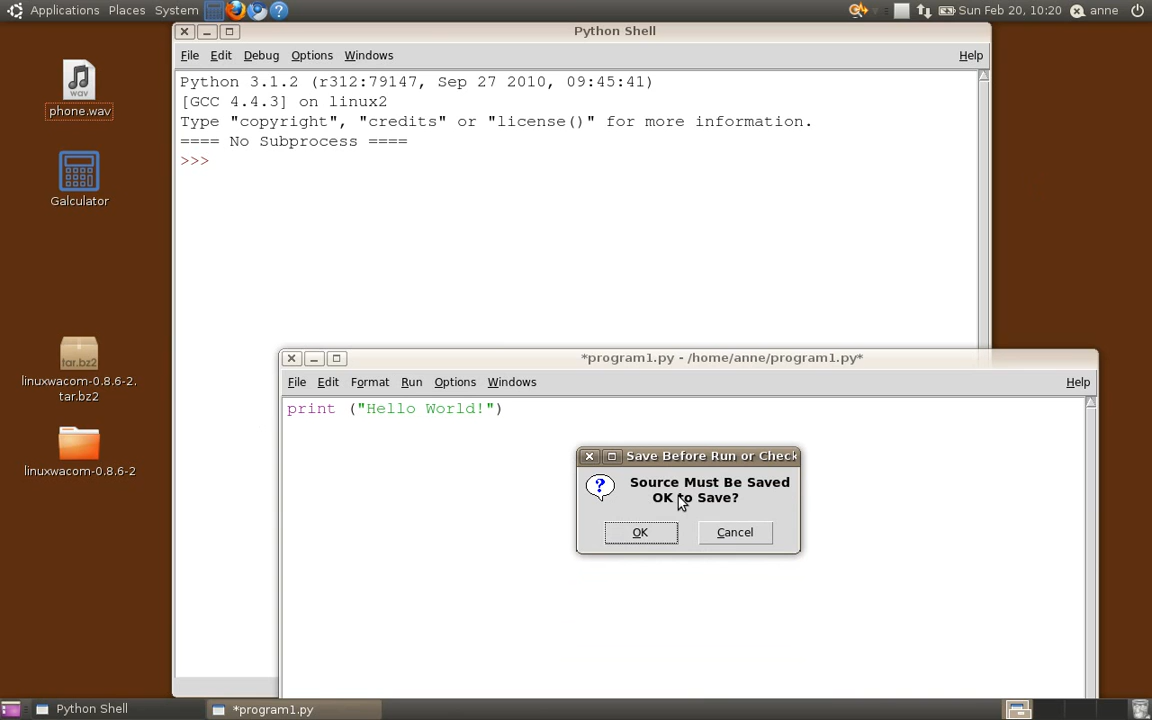 Applications Places System
Sun Feb 20, 10:20 anne
Python Shell
File Edit Debug Options Windows Help
Python 3.1.2 (r312:79147, Sep 27 2010, 09:45:41)
[GCC 4.4.3] on linux2
Type "copyright", "credits" or "license()" for more information.
==== No Subprocess ====
>>>
wav
phone.wav
Galculator
tar.bz2
linuxwacom-0.8.6-2.
tar.bz2
linuxwacom-0.8.6-2
*program1.py - /home/anne/program1.py*
File Edit Format Run Options Windows Help
print ("Hello World!")
Save Before Run or Check
Source Must Be Saved
OK to Save?
OK Cancel
Python Shell
*program1.py